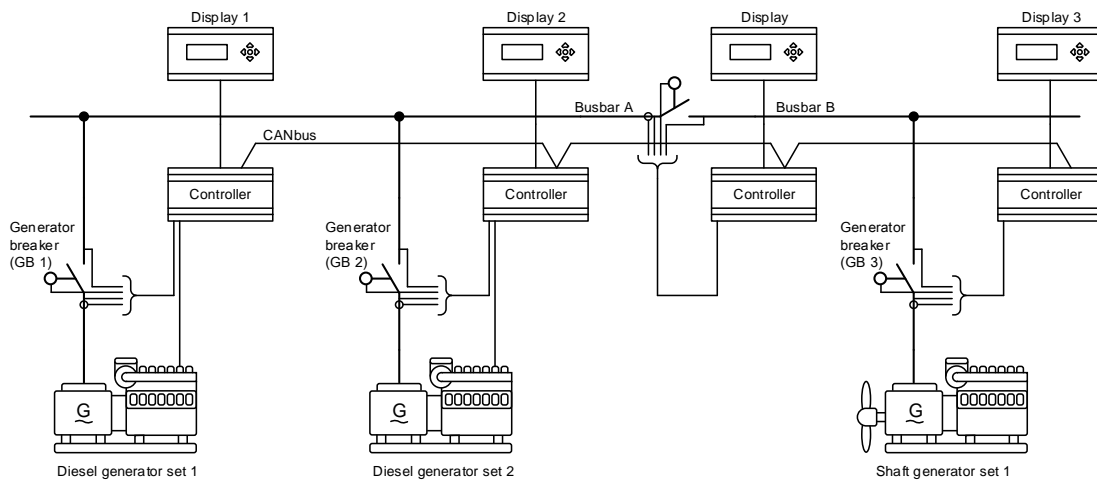 Display 1
Display 2
Display
Display 3
Busbar A
Busbar B
CANbus
Controller
Controller
Controller
Controller
Generator
breaker
(GB 1)
Generator
breaker
(GB 2)
Generator
breaker
(GB 3)
G
G
G
Diesel generator set 1
Diesel generator set 2
Shaft generator set 1